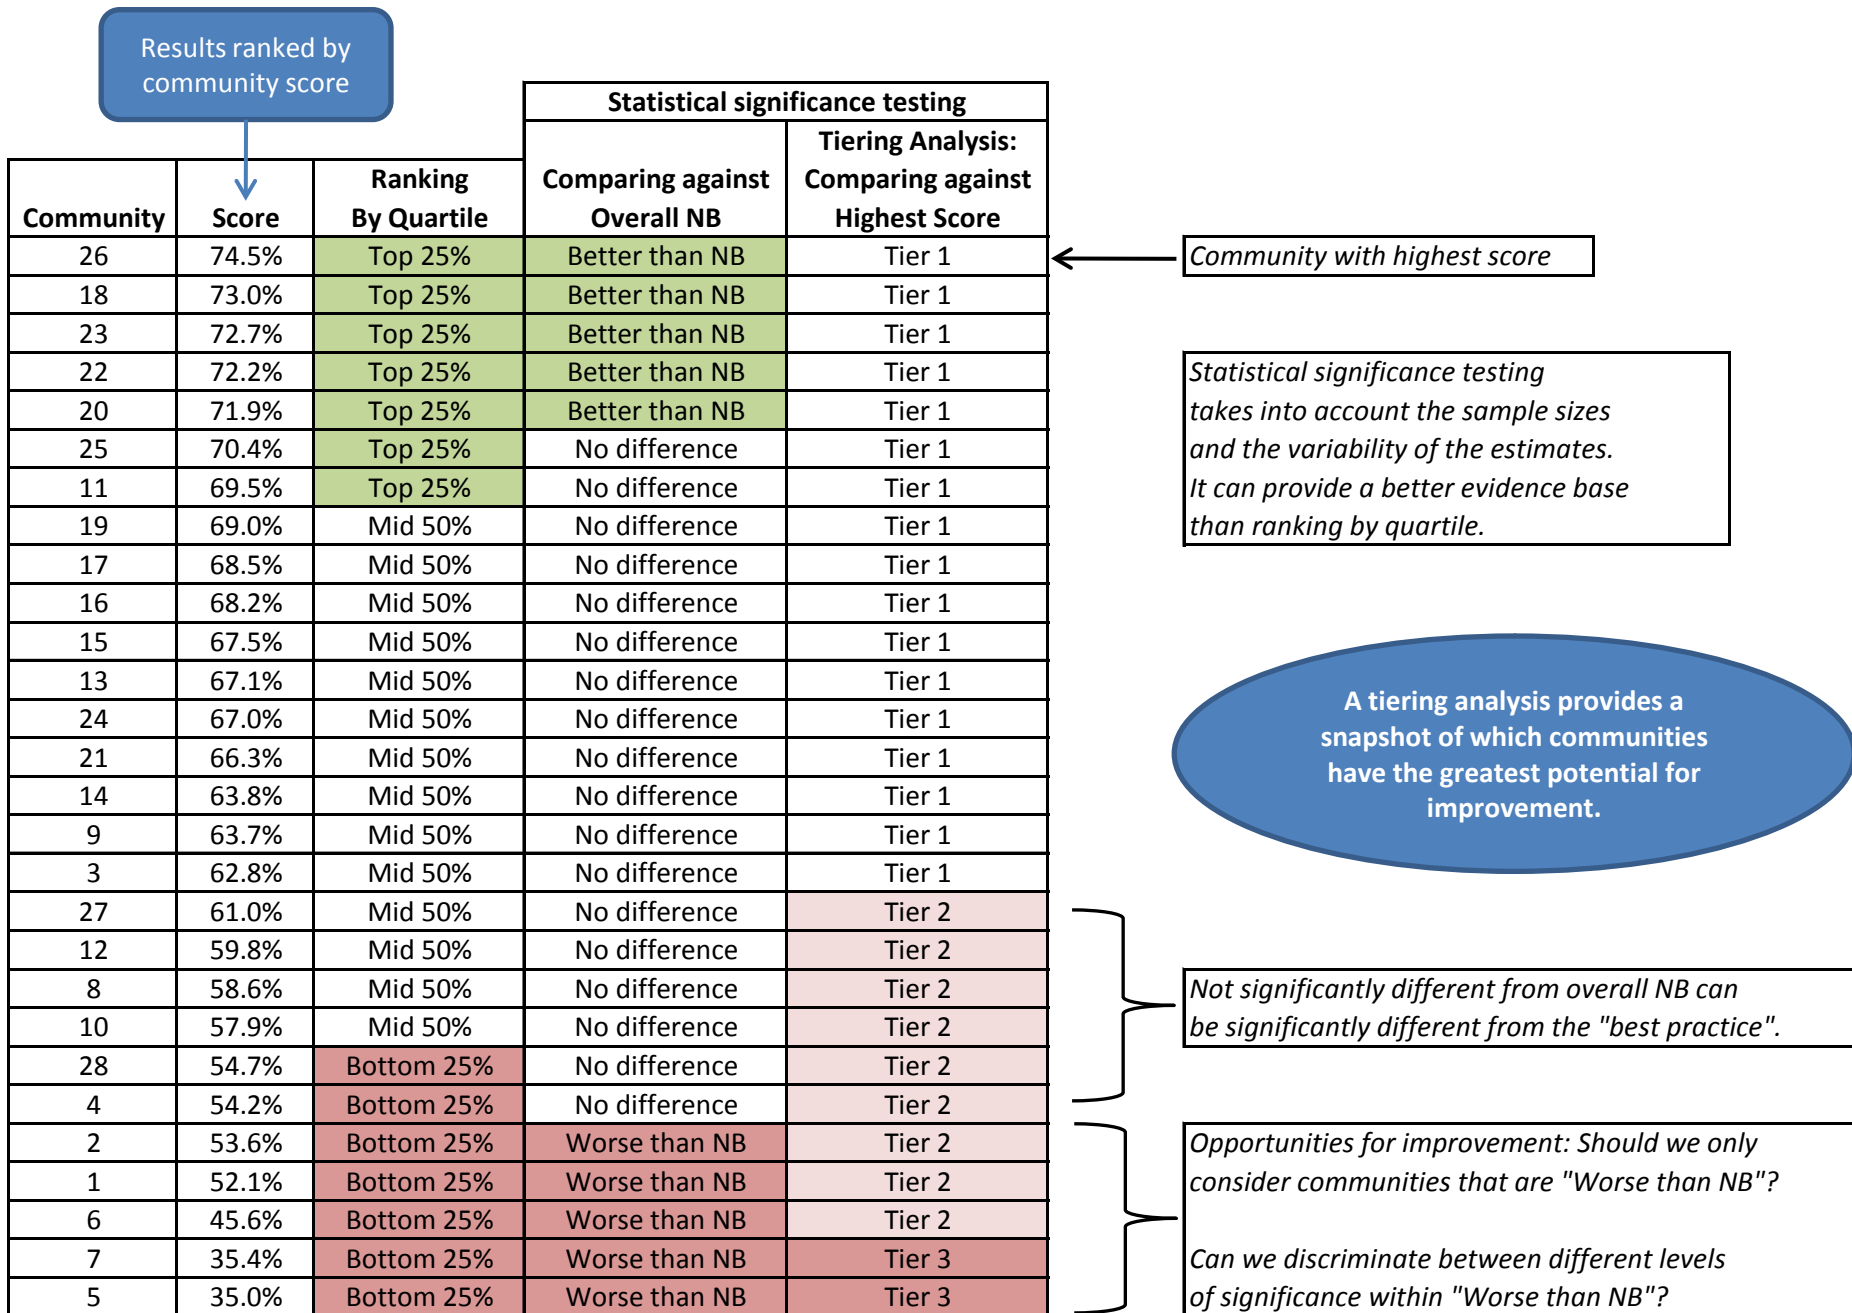 Results ranked by
community score
Statistical significance testing
Tiering Analysis:
Ranking Comparing against Comparing against
Community Score By Quartile Overall NB Highest Score
26 74.5% Top 25% Better than NB Tier 1 Community with highest score
18 73.0% Top 25% Better than NB Tier 1
23 72.7% Top 25% Better than NB Tier 1
22 72.2% Top 25% Better than NB Tier 1
20 71.9% Top 25% Better than NB Tier 1
25 70.4% Top 25% No difference Tier 1
11 69.5% Top 25% No difference Tier 1
19 69.0% Mid 50% No difference Tier 1
17 68.5% Mid 50% No difference Tier 1
16 68.2% Mid 50% No difference Tier 1
15 67.5% Mid 50% No difference Tier 1
13 67.1% Mid 50% No difference Tier 1
24 67.0% Mid 50% No difference Tier 1
21 66.3% Mid 50% No difference Tier 1
14 63.8% Mid 50% No difference Tier 1
9 63.7% Mid 50% No difference Tier 1
3 62.8% Mid 50% No difference Tier 1
27 61.0% Mid 50% No difference Tier 2
12 59.8% Mid 50% No difference Tier 2
8 58.6% Mid 50% No difference Tier 2
10 57.9% Mid 50% No difference Tier 2
28 54.7% Bottom 25% No difference Tier 2
4 54.2% Bottom 25% No difference Tier 2
2 53.6% Bottom 25% Worse than NB Tier 2
1 52.1% Bottom 25% Worse than NB Tier 2
6 45.6% Bottom 25% Worse than NB Tier 2
7 35.4% Bottom 25% Worse than NB Tier 3
5 35.0% Bottom 25% Worse than NB Tier 3
Statistical significance testing
takes into account the sample sizes
and the variability of the estimates.
It can provide a better evidence base
than ranking by quartile.
A tiering analysis provides a
snapshot of which communities
have the greatest potential for
improvement.
Not significantly different from overall NB can
be significantly different from the "best practice".
Opportunities for improvement: Should we only
consider communities that are "Worse than NB"?
Can we discriminate between different levels
of significance within "Worse than NB"?